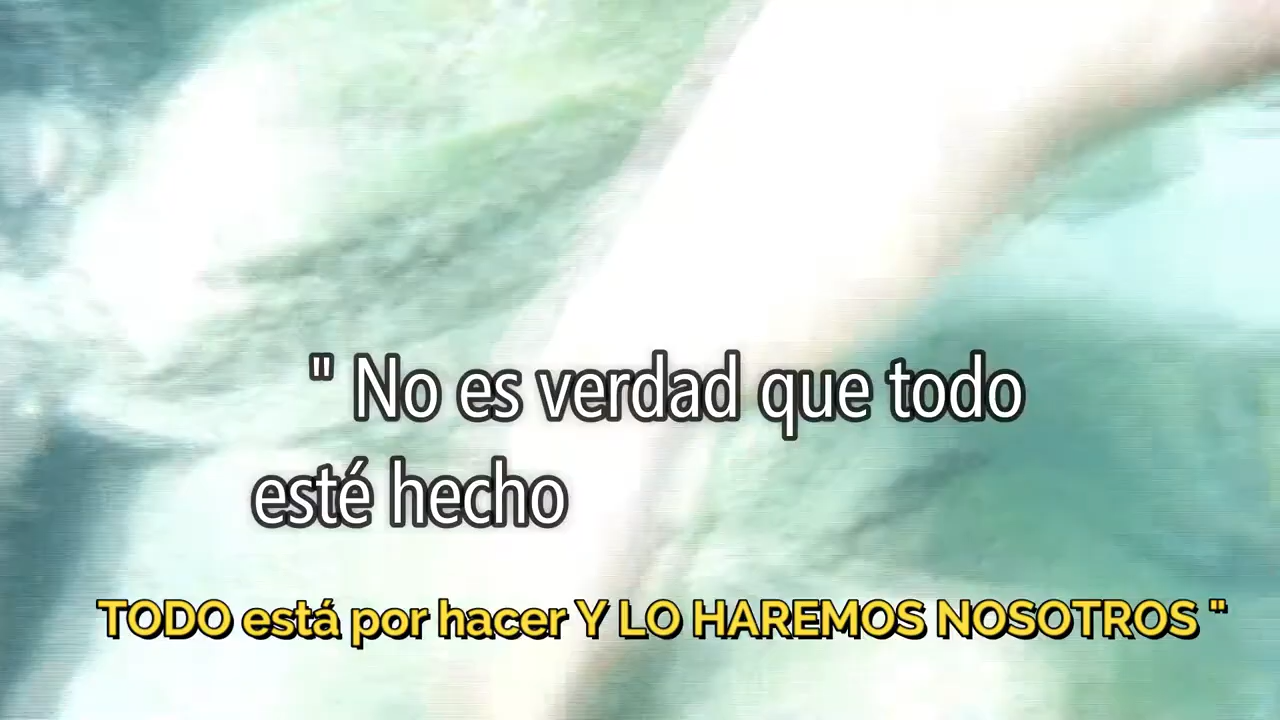 " No es verdad que todo
esté hecho
TODO está por hacer Y LO HAREMOS NOSOTROS "